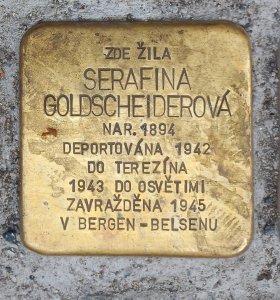 ZDE ŽILA
SERAFINA
GOLDSCHEIDEROVÁ
NAR. 1894
DEPORTOVÁNA 1942
DO TEREZÍNA
1943 DO OSVĚTIMI
ZAVRAŽDĚNA 1945
V BERGEN-BELSENU